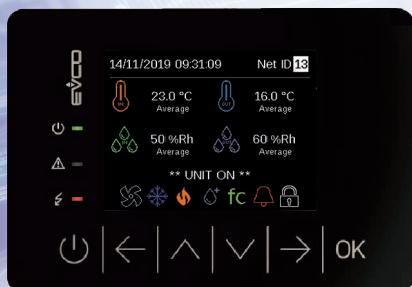 EVCO
14/11/2019 09:31:09 Net ID 13
IN 23.0 °C OUT 16.0 °C
Average Average
50 %Rh 60 %Rh
Average Average
** UNIT ON **
fc
OK